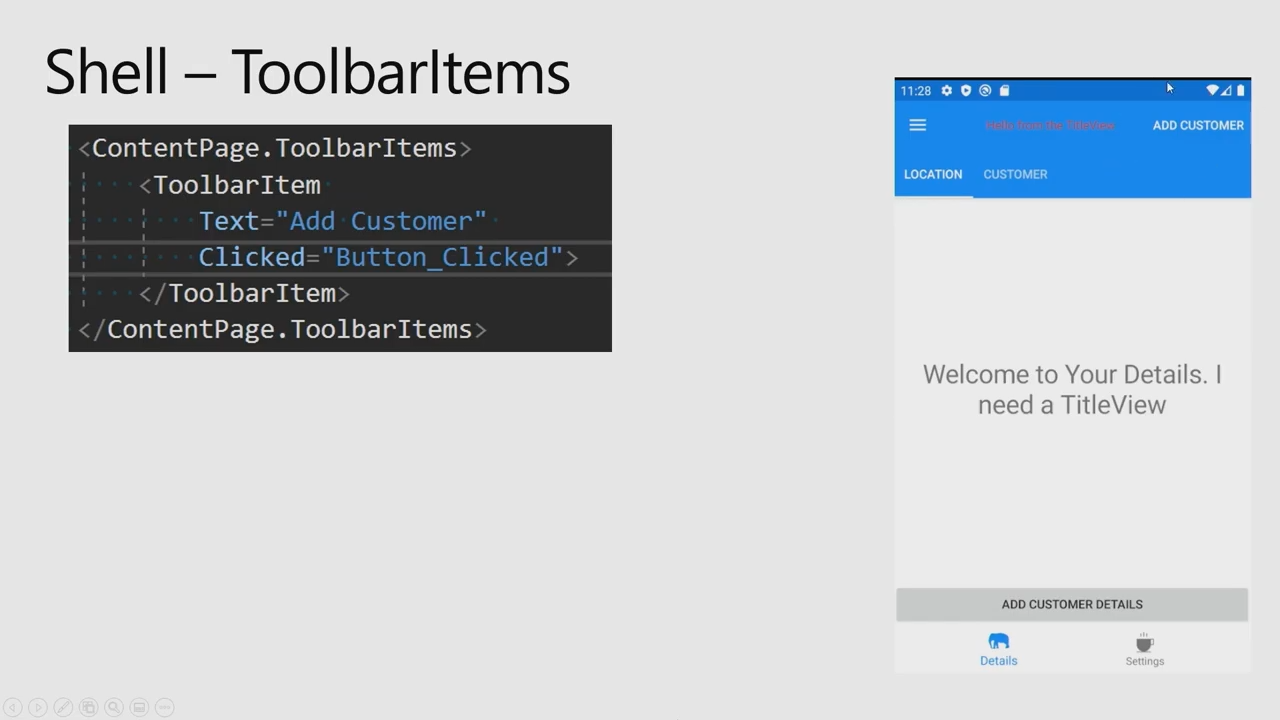 Shell – ToolbarItems
<ContentPage.ToolbarItems>
<ToolbarItem
Text="Add Customer"
Clicked="Button_Clicked">
</ToolbarItem>
</ContentPage.ToolbarItems>
11:28
Hello from the TitleView
ADD CUSTOMER
LOCATION CUSTOMER
Welcome to Your Details. I
need a TitleView
ADD CUSTOMER DETAILS
Details Settings